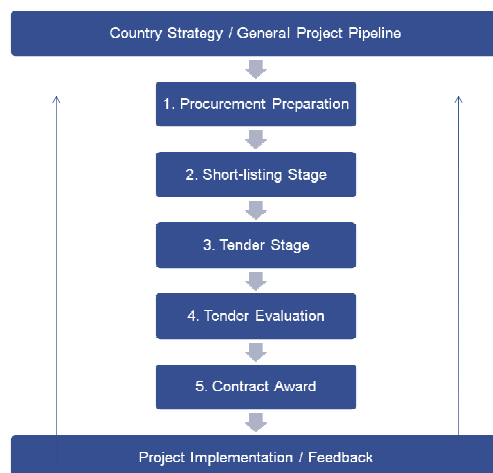 Country Strategy / General Project Pipeline
1. Procurement Preparation
2. Short-listing Stage
3. Tender Stage
4. Tender Evaluation
5. Contract Award
Project Implementation / Feedback